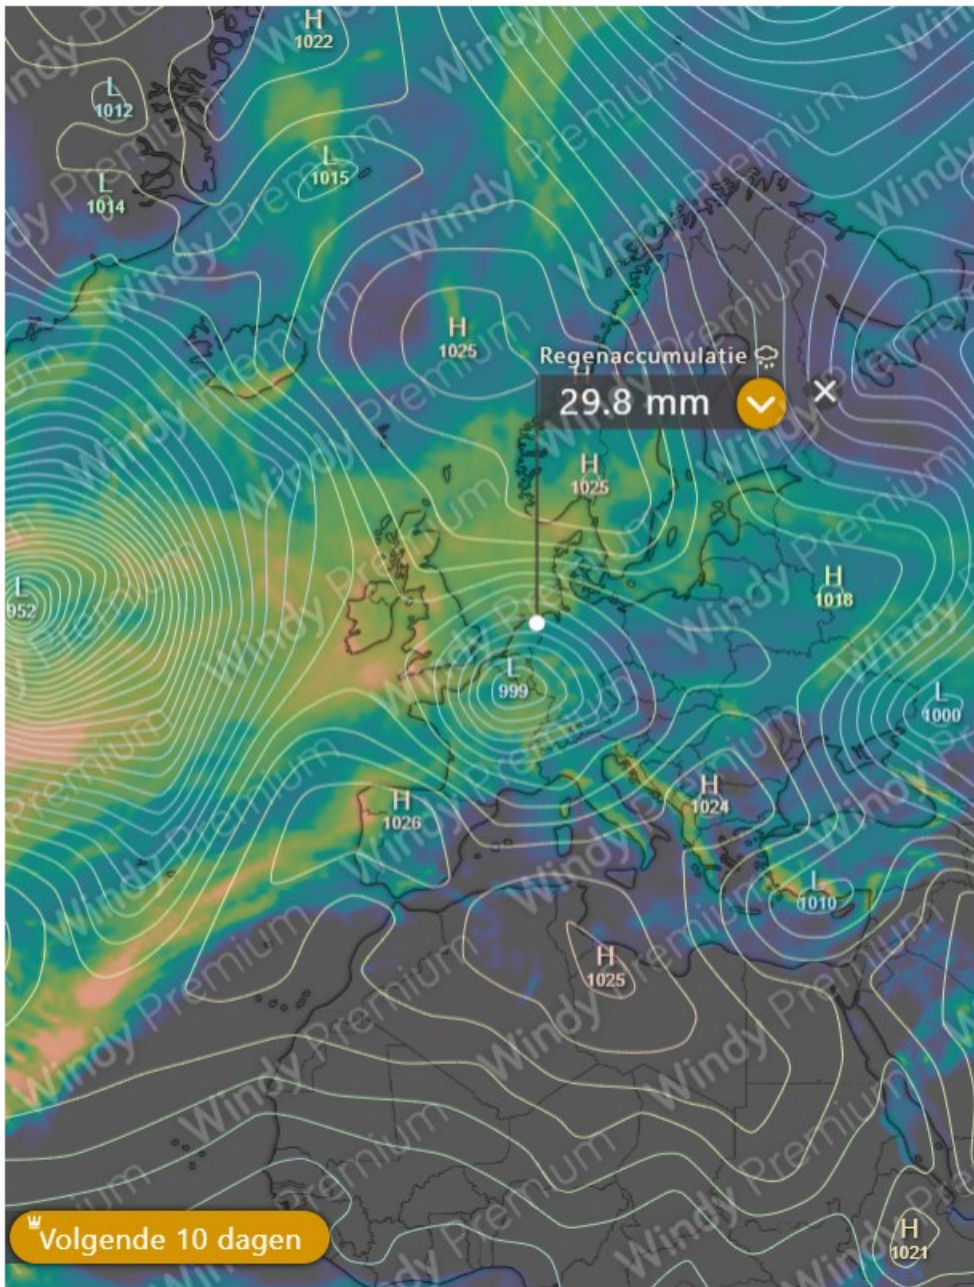 H
1022
L
1012
L
1015
L
1014
H
1025
Regenaccumulatie
29.8 mm
H
1025
L
952
H
1018
L
999
L
1000
H
1024
H
1026
L
1010
H
1025
Volgende 10 dagen
H
1021
Windy Premium